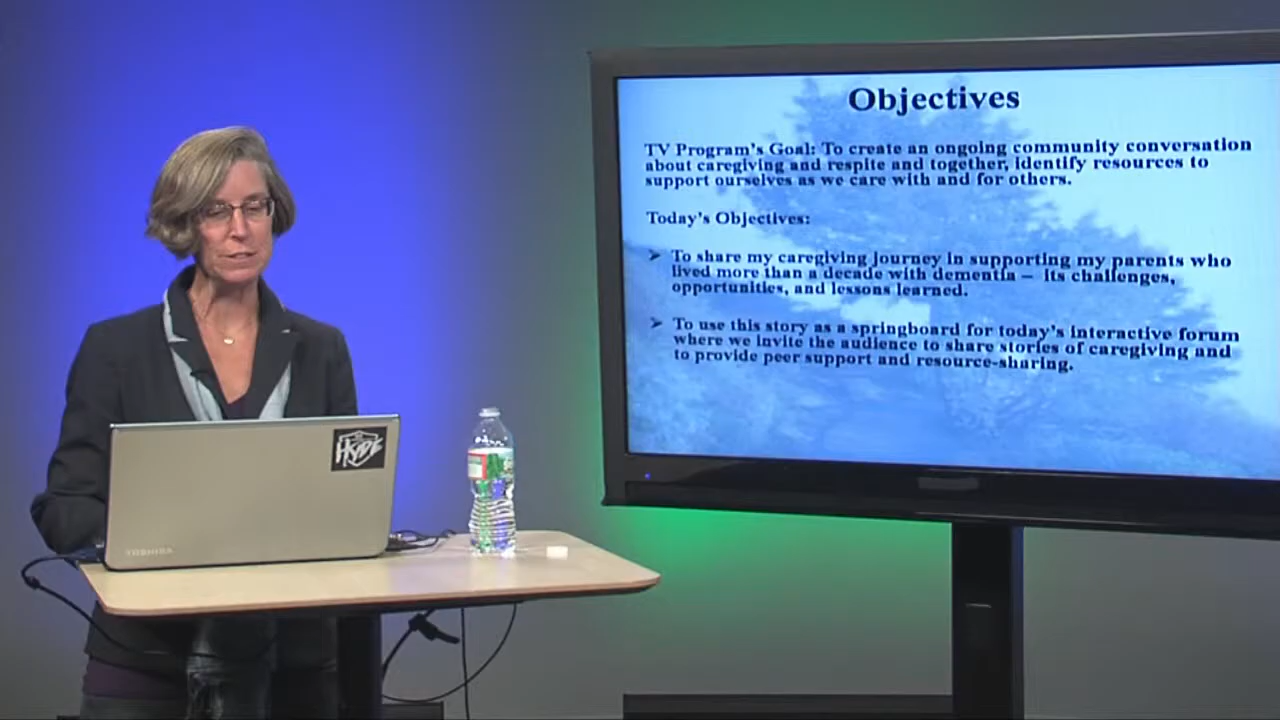 Objectives
TV Program's Goal: To create an ongoing community conversation
about caregiving and respite and together, identify resources to
support ourselves as we care with and for others.
Today's Objectives:
➢ To share my caregiving journey in supporting my parents who
lived more than a decade with dementia – its challenges,
opportunities, and lessons learned.
➢ To use this story as a springboard for today's interactive forum
where we invite the audience to share stories of caregiving and
to provide peer support and resource-sharing.
HYDE
TOSHIBA